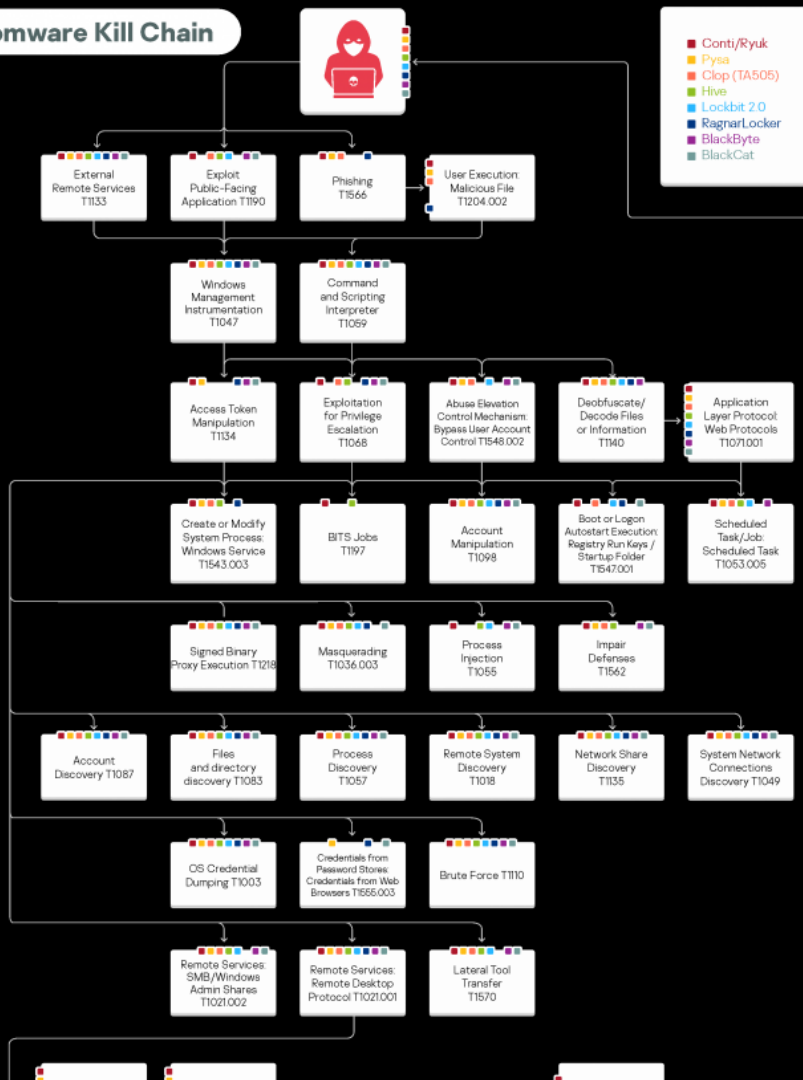 omware Kill Chain
Conti/Ryuk
Pysa
Clop (TA505)
Hive
Lockbit 2.0
RagnarLocker
BlackByte
BlackCat
External
Remote Services
T1133
Exploit
Public-Facing
Application T1190
Phishing
T1566
User Execution:
Malicious File
T1204.002
Windows
Management
Instrumentation
T1047
Command
and Scripting
Interpreter
T1059
Access Token
Manipulation
T1134
Exploitation
for Privilege
Escalation
T1068
Abuse Elevation
Control Mechanism:
Bypass User Account
Control T1548.002
Deobfuscate/
Decode Files
or Information
T1140
Application
Layer Protocol:
Web Protocols
T1071.001
Create or Modify
System Process:
Windows Service
T1543.003
BITS Jobs
T1197
Account
Manipulation
T1098
Boot or Logon
Autostart Execution:
Registry Run Keys /
Startup Folder
T1547.001
Scheduled
Task/Job:
Scheduled Task
T1053.005
Signed Binary
Proxy Execution T1218
Masquerading
T1036.003
Process
Injection
T1055
Impair
Defenses
T1562
Account
Discovery T1087
Files
and directory
discovery T1083
Process
Discovery
T1057
Remote System
Discovery
T1018
Network Share
Discovery
T1135
System Network
Connections
Discovery T1049
OS Credential
Dumping T1003
Credentials from
Password Stores:
Credentials from Web
Browsers T1555.003
Brute Force T1110
Remote Services:
SMB/Windows
Admin Shares
T1021.002
Remote Services:
Remote Desktop
Protocol T1021.001
Lateral Tool
Transfer
T1570